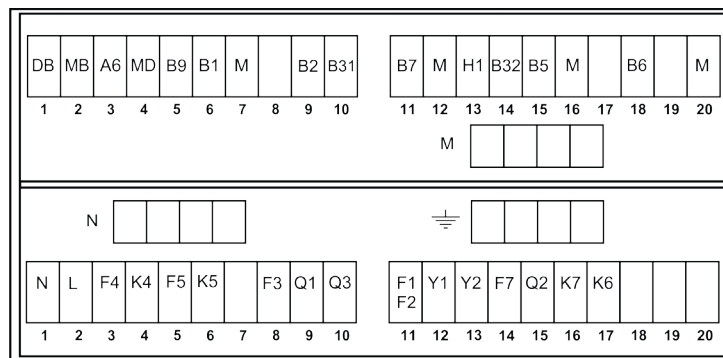 DB MB A6 MD B9 B1 M B2 B31 B7 M H1 B32 B5 M B6 M
1 2 3 4 5 6 7 8 9 10 11 12 13 14 15 16 17 18 19 20
M
N
N L F4 K4 F5 K5 F3 Q1 Q3 F1 Y1 Y2 F7 Q2 K7 K6
F2
1 2 3 4 5 6 7 8 9 10 11 12 13 14 15 16 17 18 19 20